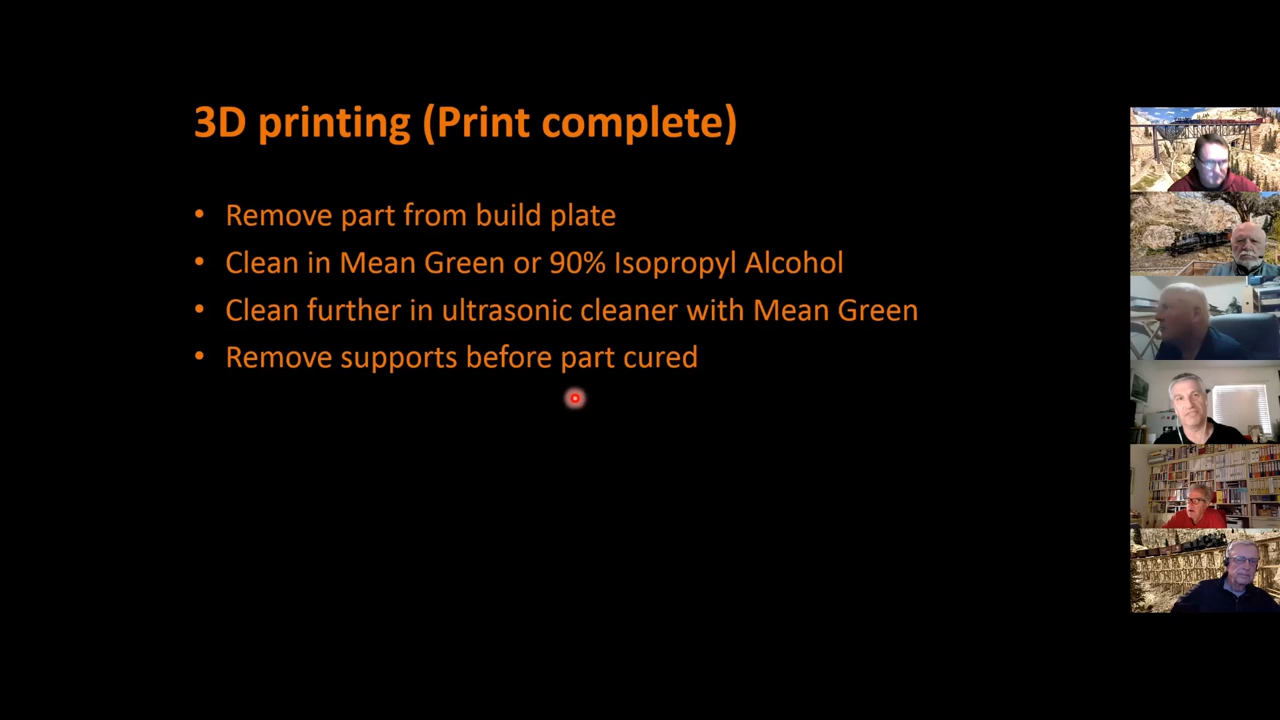 3D printing (Print complete)
• Remove part from build plate
• Clean in Mean Green or 90% Isopropyl Alcohol
• Clean further in ultrasonic cleaner with Mean Green
• Remove supports before part cured